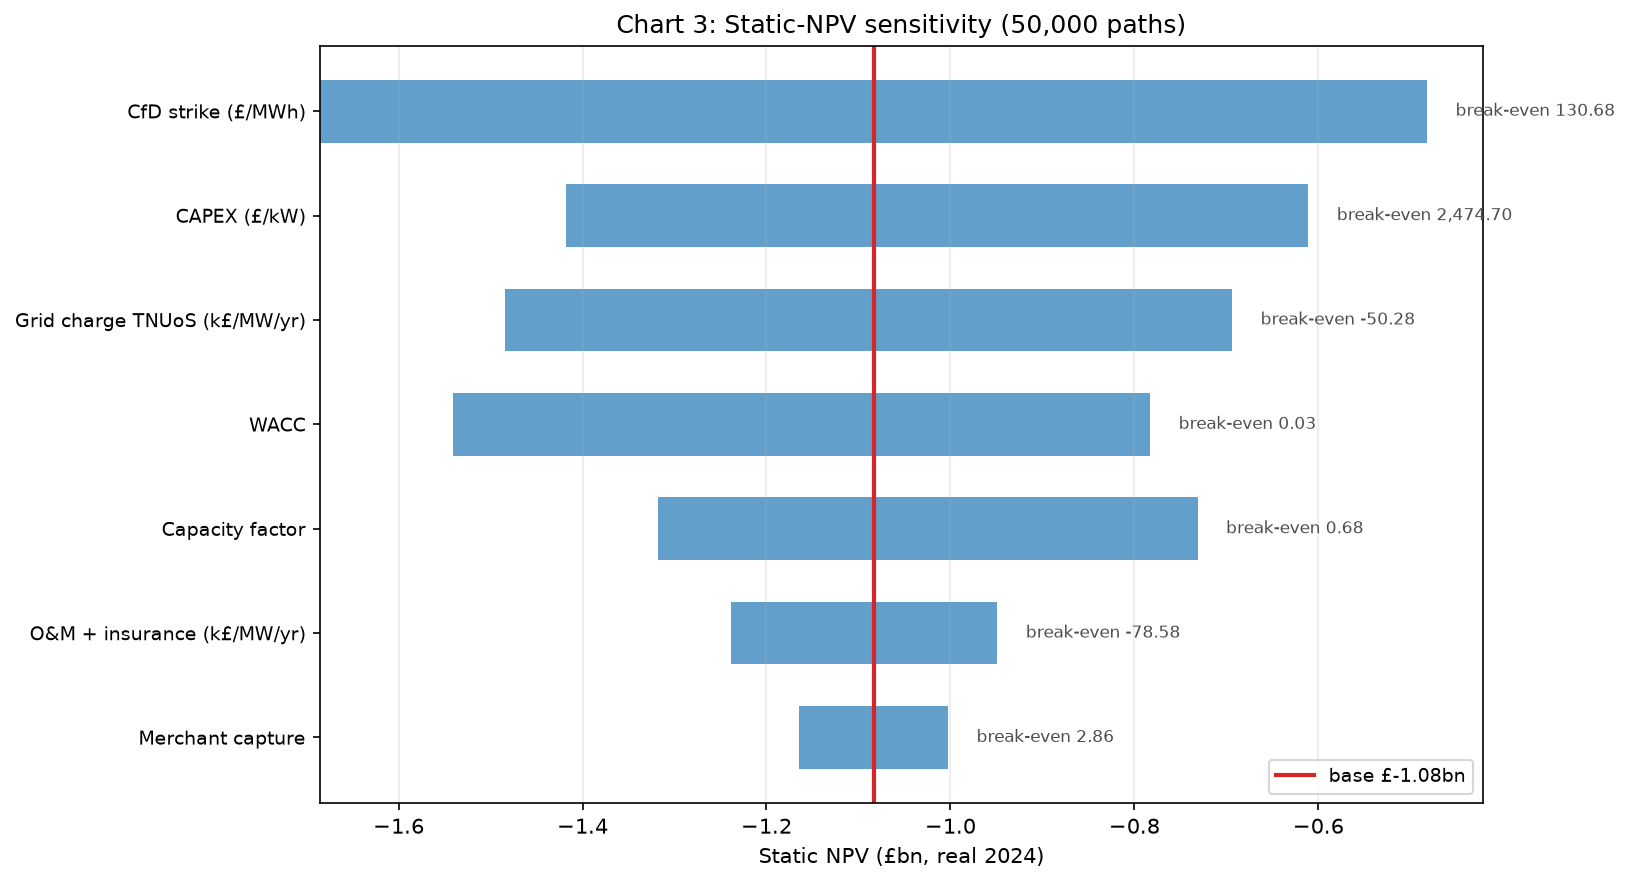 Chart 3: Static-NPV sensitivity (50,000 paths)
CfD strike (£/MWh)
break-even 130.68
CAPEX (£/kW)
break-even 2,474.70
Grid charge TNUoS (k£/MW/yr)
break-even -50.28
WACC
break-even 0.03
Capacity factor
break-even 0.68
O&M + insurance (k£/MW/yr)
break-even -78.58
Merchant capture
break-even 2.86
base £-1.08bn
−1.6
−1.4
−1.2
−1.0
−0.8
−0.6
Static NPV (£bn, real 2024)